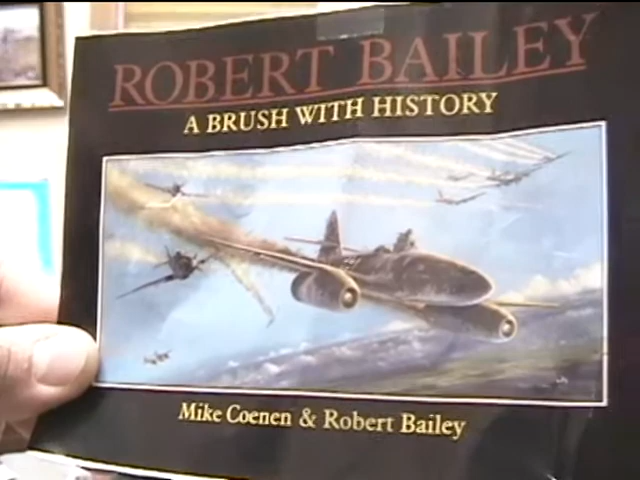 ROBERT BAILEY
A BRUSH WITH HISTORY
Mike Coenen & Robert Bailey